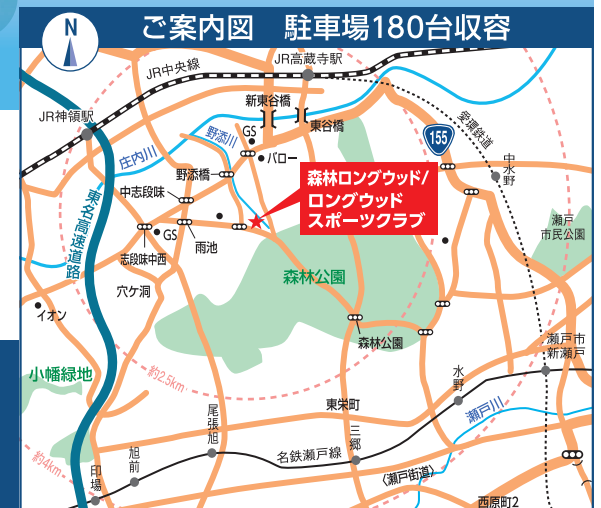 ご案内図 駐車場180台収容
N
JR中央線
JR高蔵寺駅
JR神領駅
新東谷橋
東谷橋
GS
野添川
バロー
庄内川
愛環鉄道
155
中水野
野添橋
中志段味
森林ロングウッド/
ロングウッド
スポーツクラブ
東名高速道路
GS
志段味中西
雨池
瀬戸
市民公園
穴ケ洞
森林公園
イオン
森林公園
瀬戸市
新瀬戸
小幡緑地
約2.5km
水野
東栄町
瀬戸川
尾張旭
三郷
名鉄瀬戸線
旭前
約4km
印場
〈瀬戸街道〉
西原町2